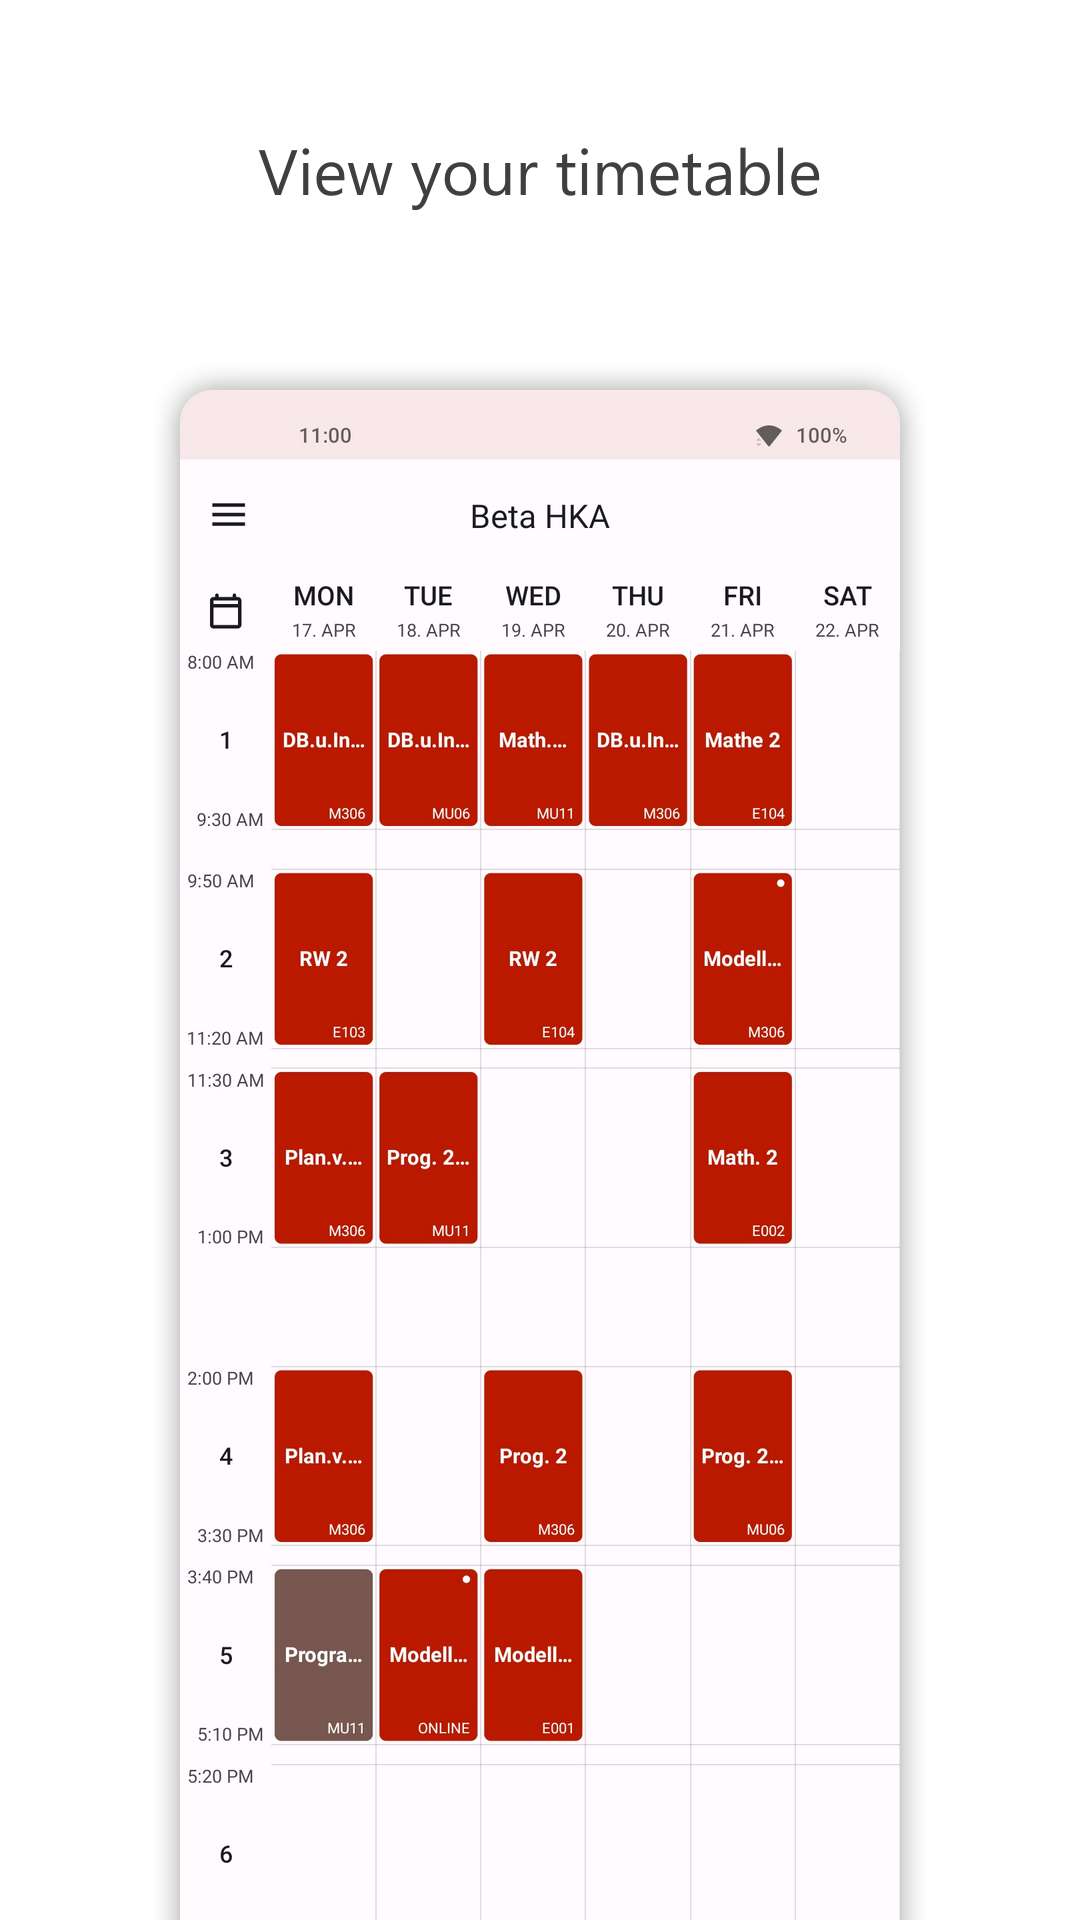 View your timetable
11:00 100%
Beta HKA
MON TUE WED THU FRI SAT
17. APR 18. APR 19. APR 20. APR 21. APR 22. APR
8:00 AM
1 DB.u.In... DB.u.In... Math.... DB.u.In... Mathe 2
M306 MU06 MU11 M306 E104
9:30 AM
9:50 AM
2 RW 2 RW 2 Modell...
E103 E104 M306
11:20 AM
11:30 AM
3 Plan.v.... Prog. 2... Math. 2
M306 MU11 E002
1:00 PM
2:00 PM
4 Plan.v.... Prog. 2 Prog. 2...
M306 M306 MU06
3:30 PM
3:40 PM
5 Progra... Modell... Modell...
MU11 ONLINE E001
5:10 PM
5:20 PM
6